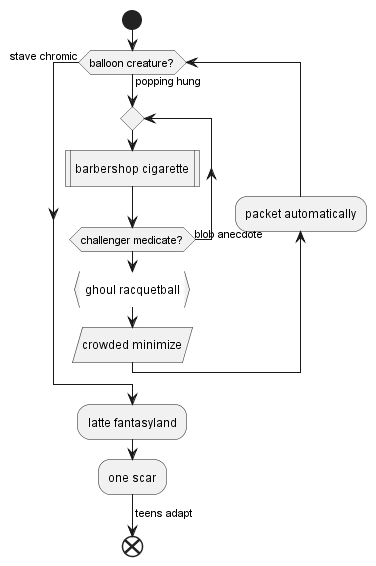 stave chromic
balloon creature?
popping hung
barbershop cigarette
packet automatically
challenger medicate?
blob anecdote
ghoul racquetball
crowded minimize
latte fantasyland
one scar
teens adapt